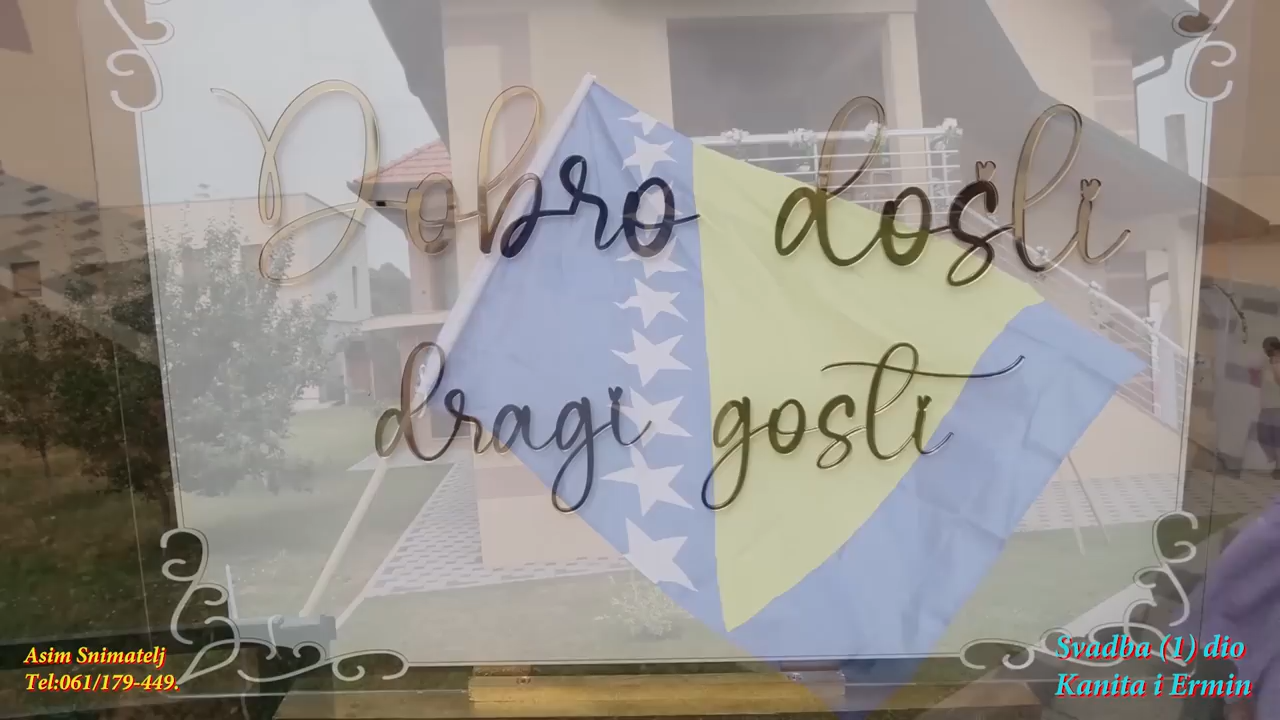 Dobro došli
dragi gosti
Asim Snimatelj
Tel:061/179-449.
Svadba (1) dio
Kanita i Ermin